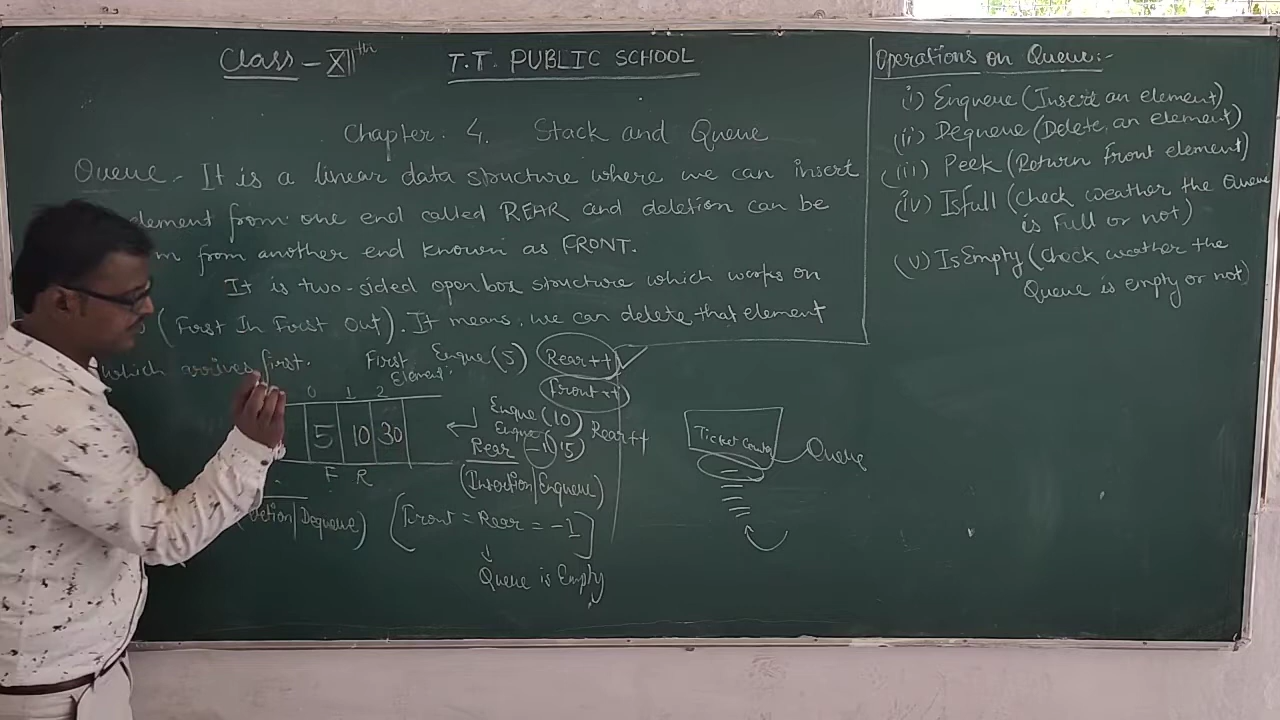 Class - XIIth
T.T. PUBLIC SCHOOL
Chapter: 4. Stack and Queue
Queue - It is a linear data structure where we can insert
element from one end called REAR and deletion can be
from another end known as FRONT.
It is two-sided openbox structure which works on
(First In First Out). It means, we can delete that element
which arrives first.
First Element:
Enque(5) Rear++
front++
0 1 2
5 10 30
F R
Enque(10) Rear++
Enque
Rear -1
(Insertion|Enqueue)
|Dequeue)
(Front = Rear = -1]
Queue is Empty
Ticket Counter
Queue
Operations on Queue:-
(i) Enqueue (Insert an element)
(ii) Dequeue (Delete, an element)
(iii) Peek (Return Front element)
(iv) Isfull (check weather the Queue
is Full or not)
(v) IsEmpty (check weather the
Queue is empty or not)